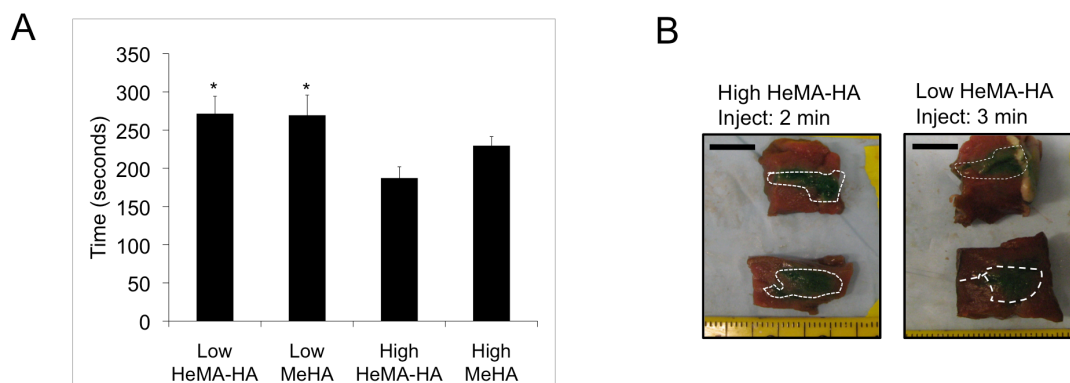 A
350
300
250
200
150
100
50
0
Time (seconds)
*
*
Low
HeMA-HA
Low
MeHA
High
HeMA-HA
High
MeHA
B
High HeMA-HA
Inject: 2 min
Low HeMA-HA
Inject: 3 min